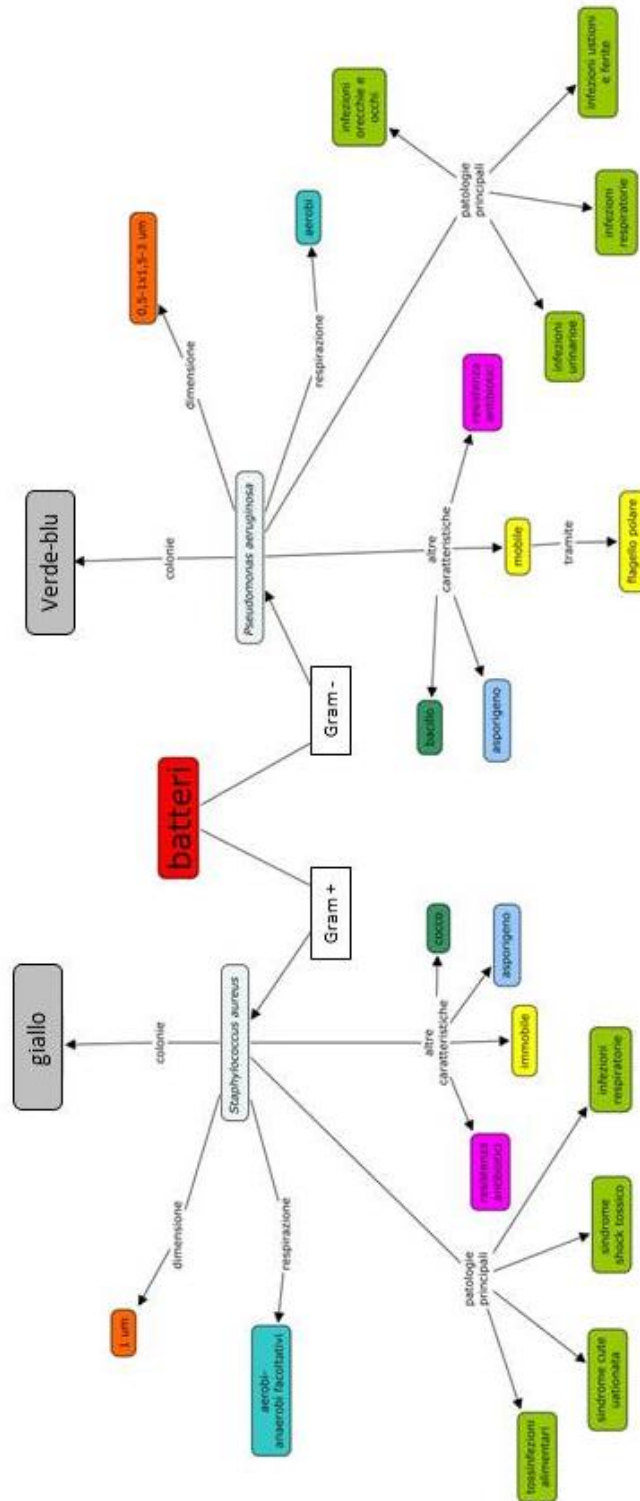 giallo
Verde-blu
colonie
colonie
batteri
1 um
dimensione
dimensione
0,5-1x1,5-3 um
Staphylococcus aureus
Pseudomonas aeruginosa
aerobi-
anaerobi facoltativi
respirazione
Gram +
Gram -
respirazione
aerobi
infezioni
orecchie e
occhi
altre
caratteristiche
cocco
bacillo
altre
caratteristiche
patologie
principali
patologie
principali
resistenza
antibiotici
immobile
asporigeno
asporigeno
mobile
resistenza
antibiotici
tramite
flagello polare
tossinfezioni
alimentari
sindrome cute
uationata
sindrome
shock tossico
infezioni
respiratorie
infezioni
urinarioe
infezioni
respiratorie
infezioni ustioni
e ferite